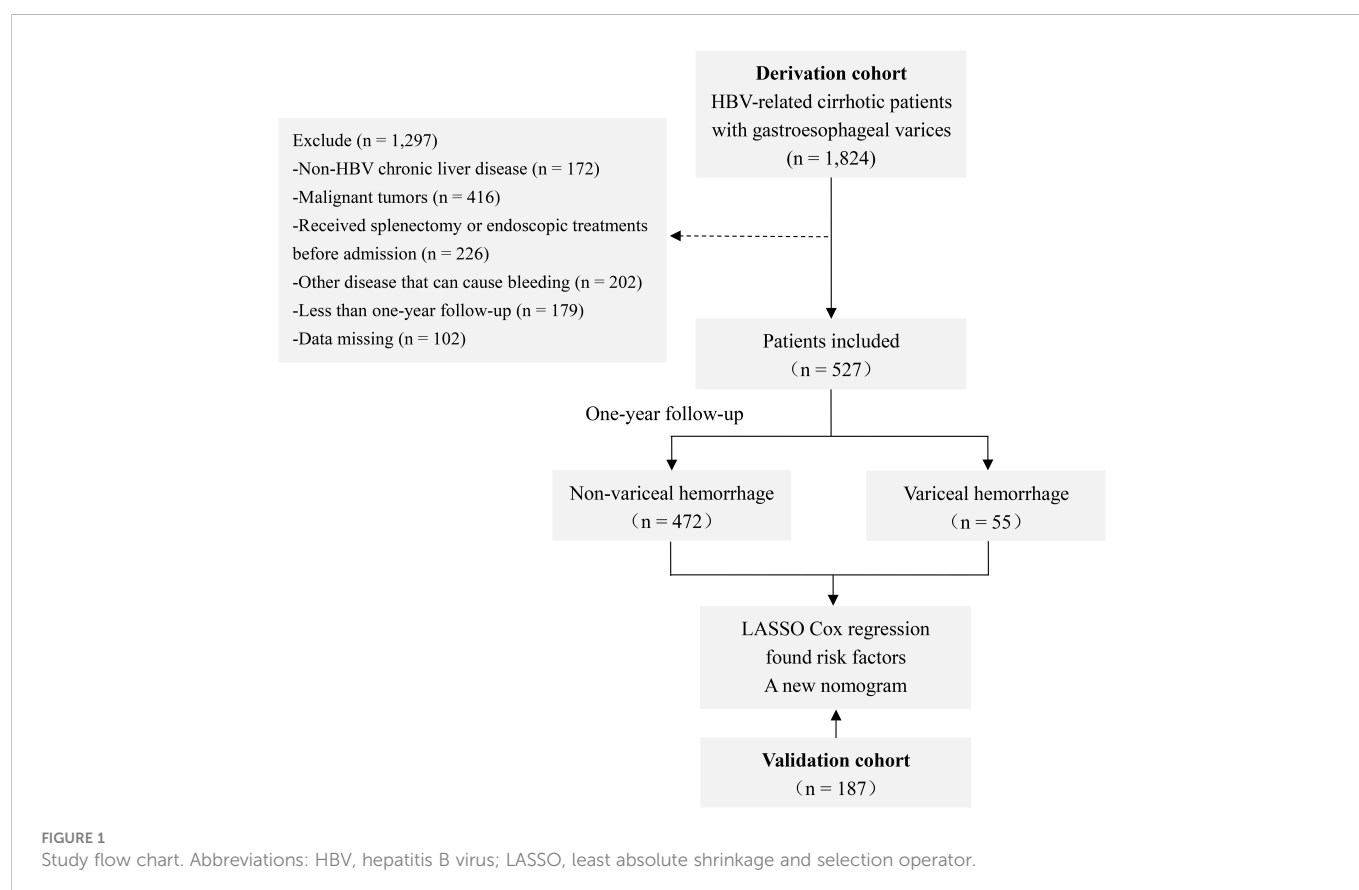 Derivation cohort
HBV-related cirrhotic patients
with gastroesophageal varices
(n = 1,824)
Exclude (n = 1,297)
-Non-HBV chronic liver disease (n = 172)
-Malignant tumors (n = 416)
-Received splenectomy or endoscopic treatments
before admission (n = 226)
-Other disease that can cause bleeding (n = 202)
-Less than one-year follow-up (n = 179)
-Data missing (n = 102)
Patients included
（n = 527）
One-year follow-up
Non-variceal hemorrhage
（n = 472）
Variceal hemorrhage
（n = 55）
LASSO Cox regression
found risk factors
A new nomogram
Validation cohort
（n = 187）
FIGURE 1
Study flow chart. Abbreviations: HBV, hepatitis B virus; LASSO, least absolute shrinkage and selection operator.